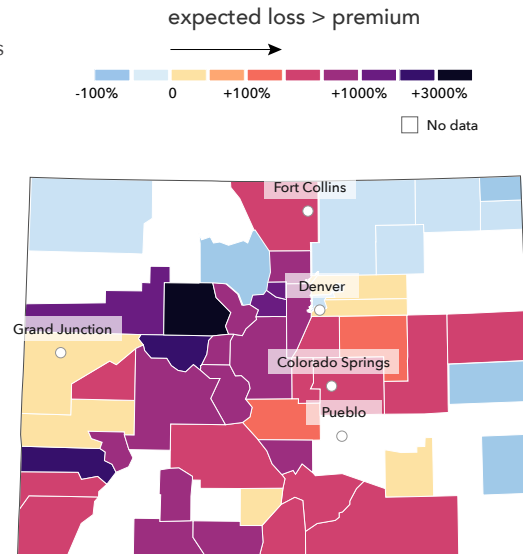 expected loss > premium
s
-100% 0 +100% +1000% +3000%
No data
Fort Collins
Denver
Grand Junction
Colorado Springs
Pueblo